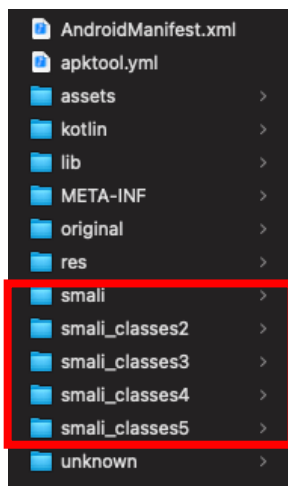 AndroidManifest.xml
apktool.yml
assets
kotlin
lib
META-INF
original
res
smali
smali_classes2
smali_classes3
smali_classes4
smali_classes5
unknown